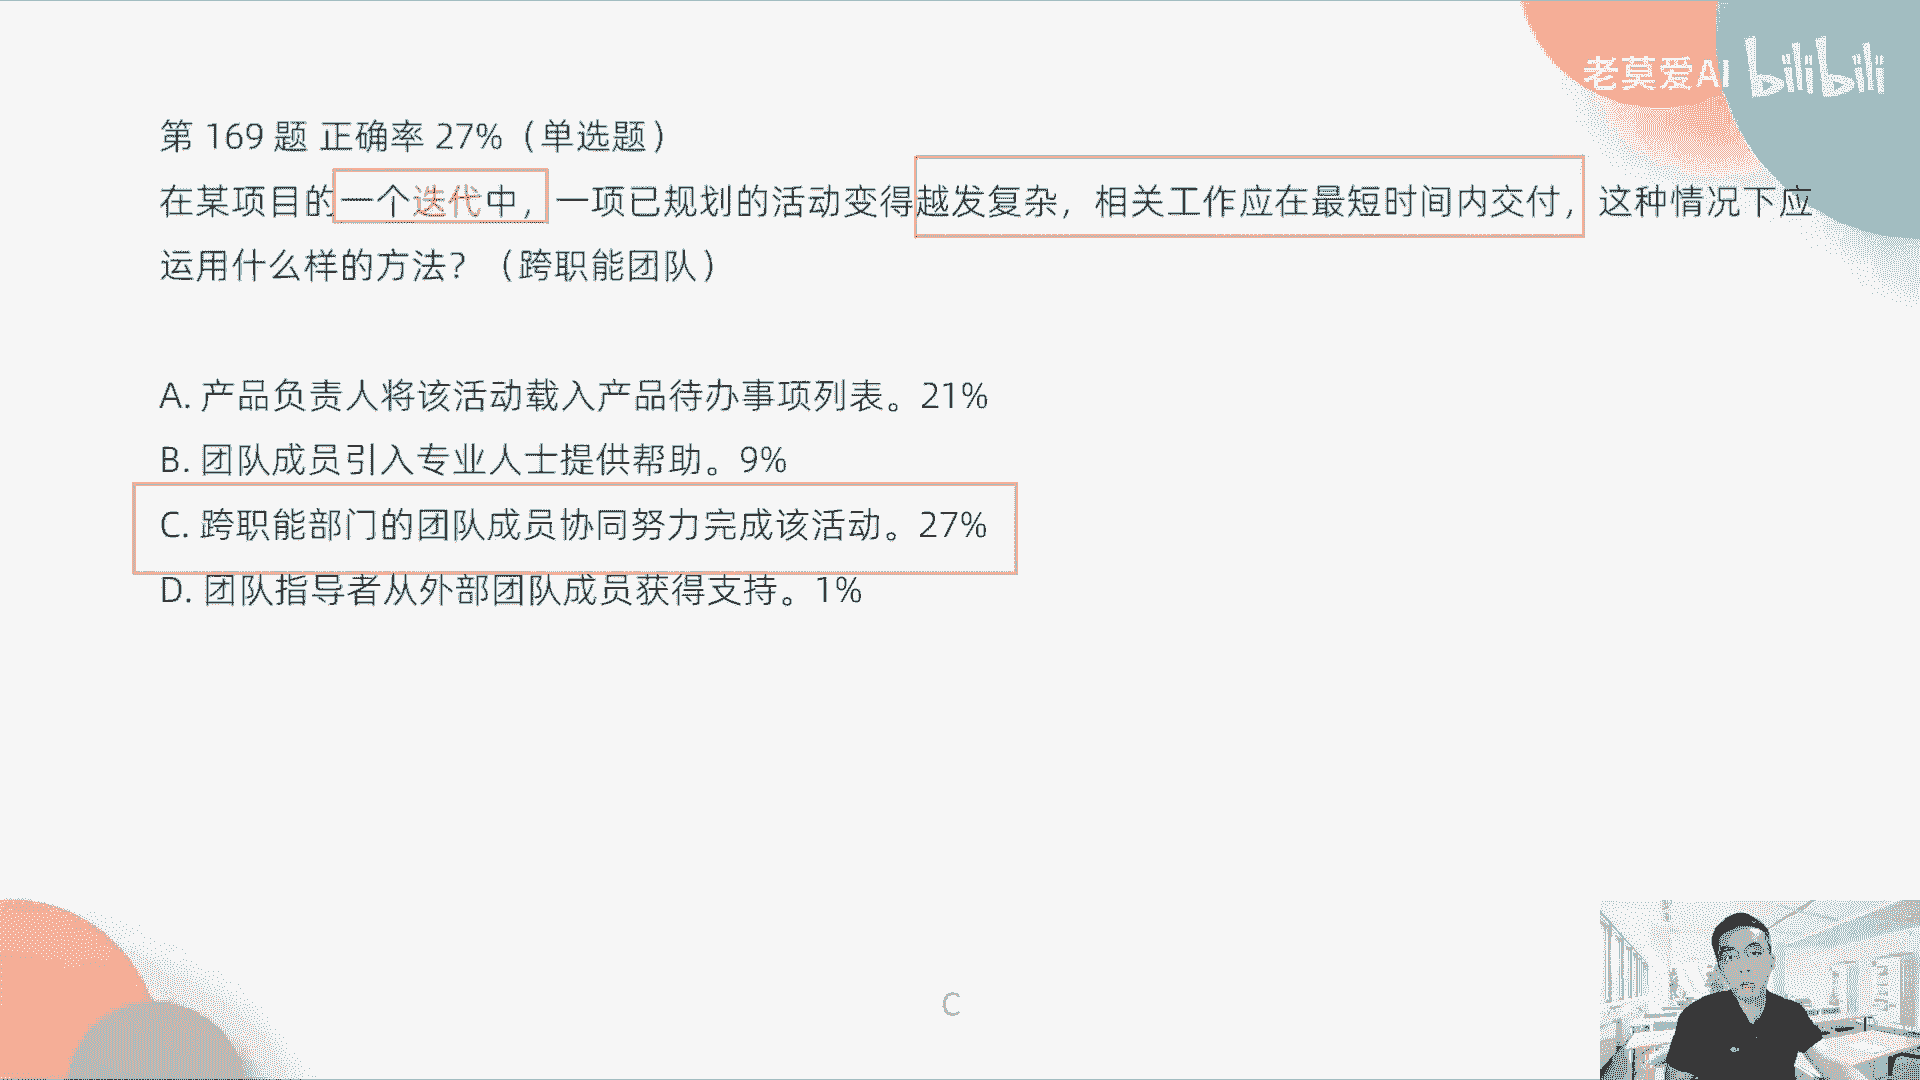 老莫爱AI bilibili
第 169 题 正确率 27%（单选题）
在某项目的一个迭代中，一项已规划的活动变得越发复杂，相关工作应在最短时间内交付，这种情况下应
运用什么样的方法？（跨职能团队）
A. 产品负责人将该活动载入产品待办事项列表。21%
B. 团队成员引入专业人士提供帮助。9%
C. 跨职能部门的团队成员协同努力完成该活动。27%
D. 团队指导者从外部团队成员获得支持。1%
C